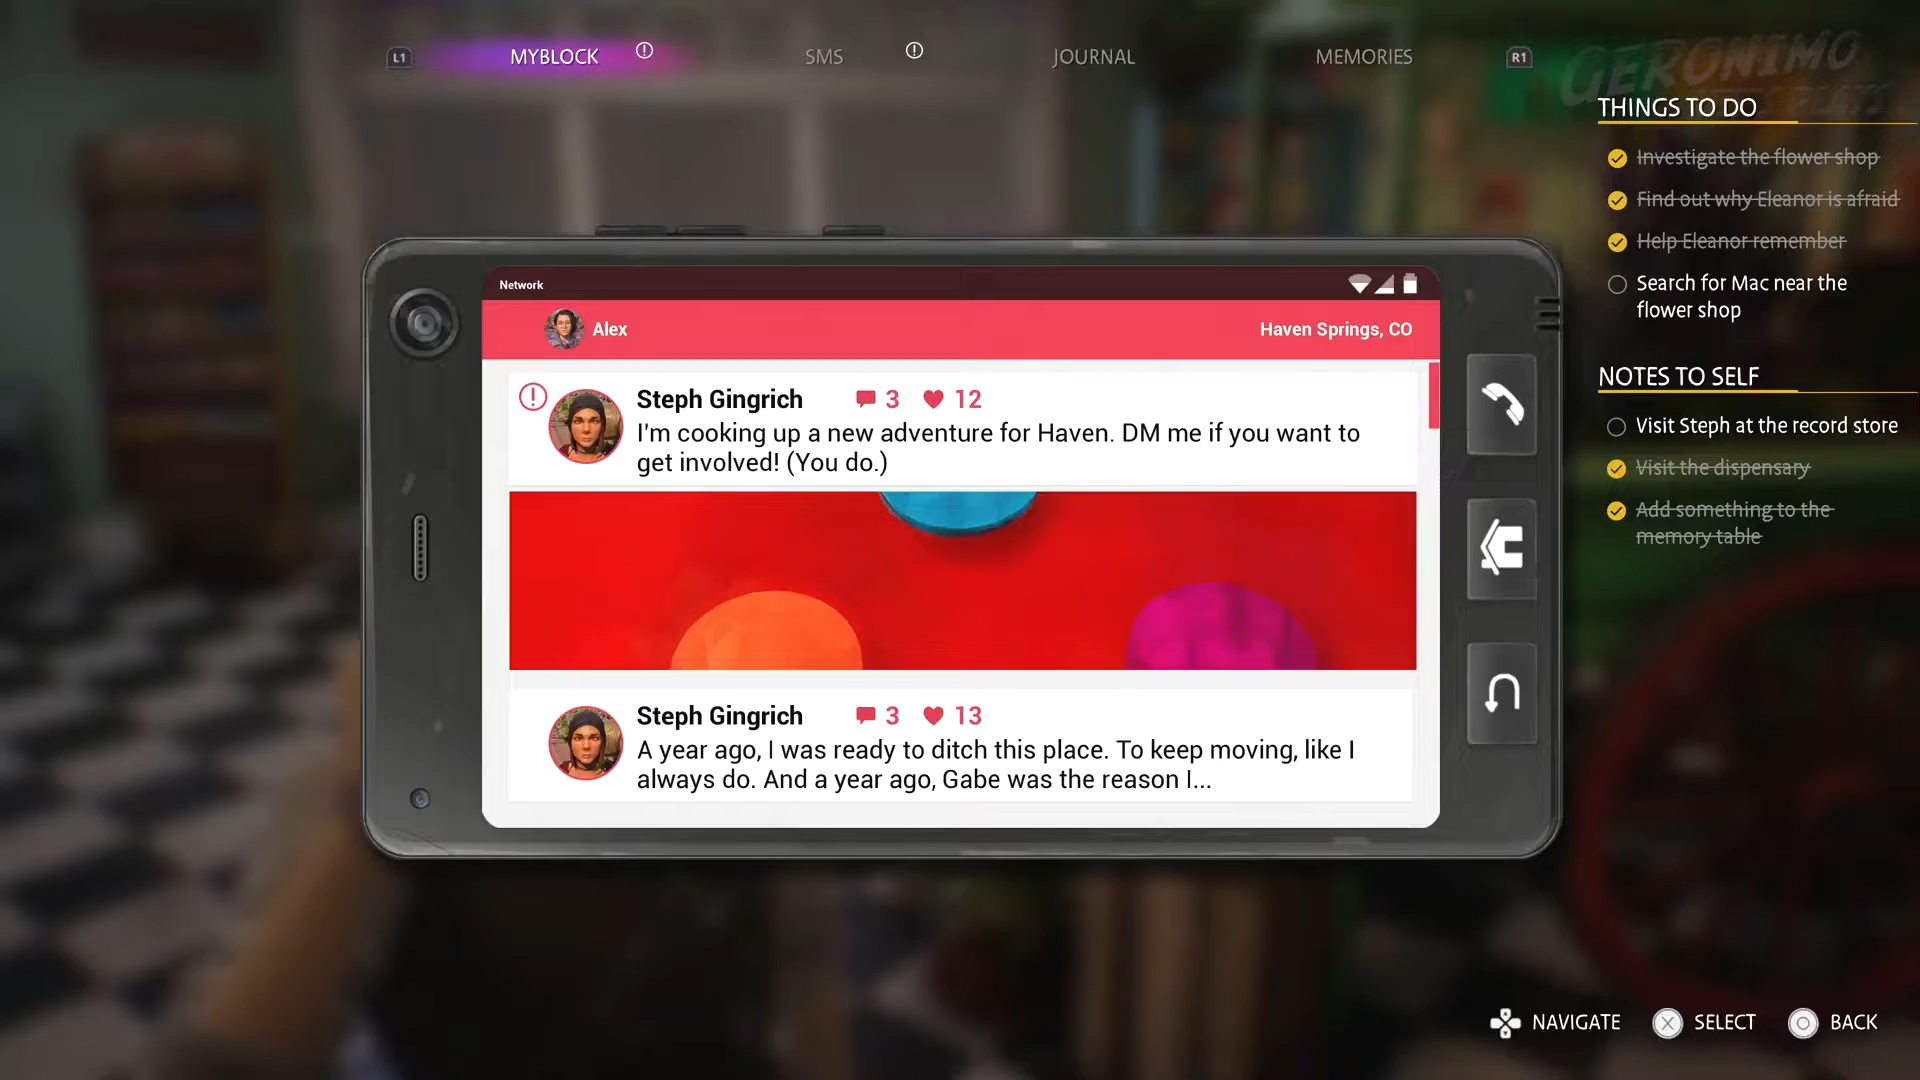 L1
MYBLOCK
SMS
JOURNAL
MEMORIES
R1
GERONIMO
THINGS TO DO
Investigate the flower shop
Find out why Eleanor is afraid
Help Eleanor remember
Search for Mac near the
flower shop
NOTES TO SELF
Visit Steph at the record store
Visit the dispensary
Add something to the
memory table
Network
Alex
Haven Springs, CO
Steph Gingrich 3 12
I'm cooking up a new adventure for Haven. DM me if you want to
get involved! (You do.)
Steph Gingrich 3 13
A year ago, I was ready to ditch this place. To keep moving, like I
always do. And a year ago, Gabe was the reason I...
NAVIGATE
SELECT
BACK